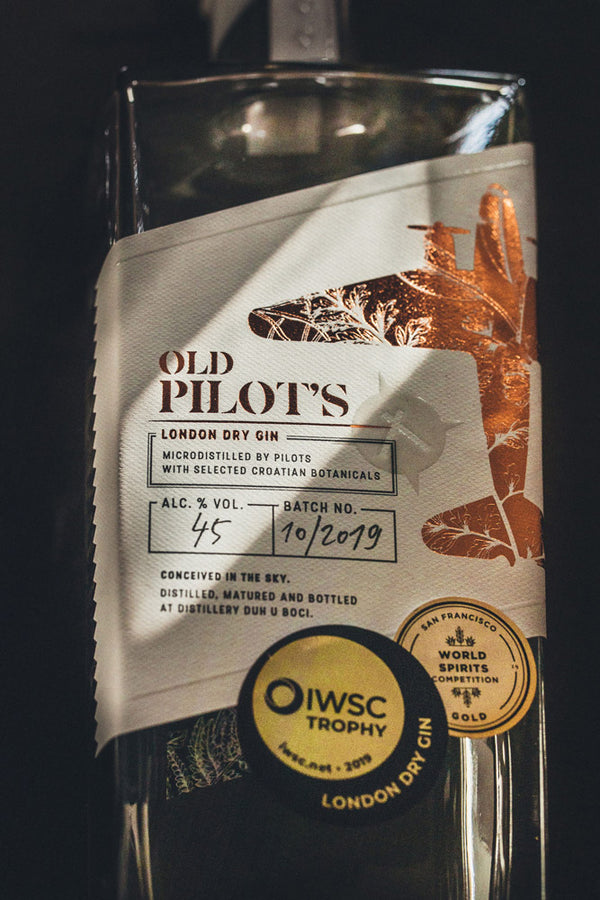 OLD
PILOT'S
LONDON DRY GIN
MICRODISTILLED BY PILOTS
WITH SELECTED CROATIAN BOTANICALS
ALC. % VOL.
45
BATCH NO.
10/2019
CONCEIVED IN THE SKY.
DISTILLED, MATURED AND BOTTLED
AT DISTILLERY DUH U BOCI.
SAN FRANCISCO
WORLD
SPIRITS
COMPETITION
GOLD
IWSC
TROPHY
iwsc.net • 2019
LONDON DRY GIN